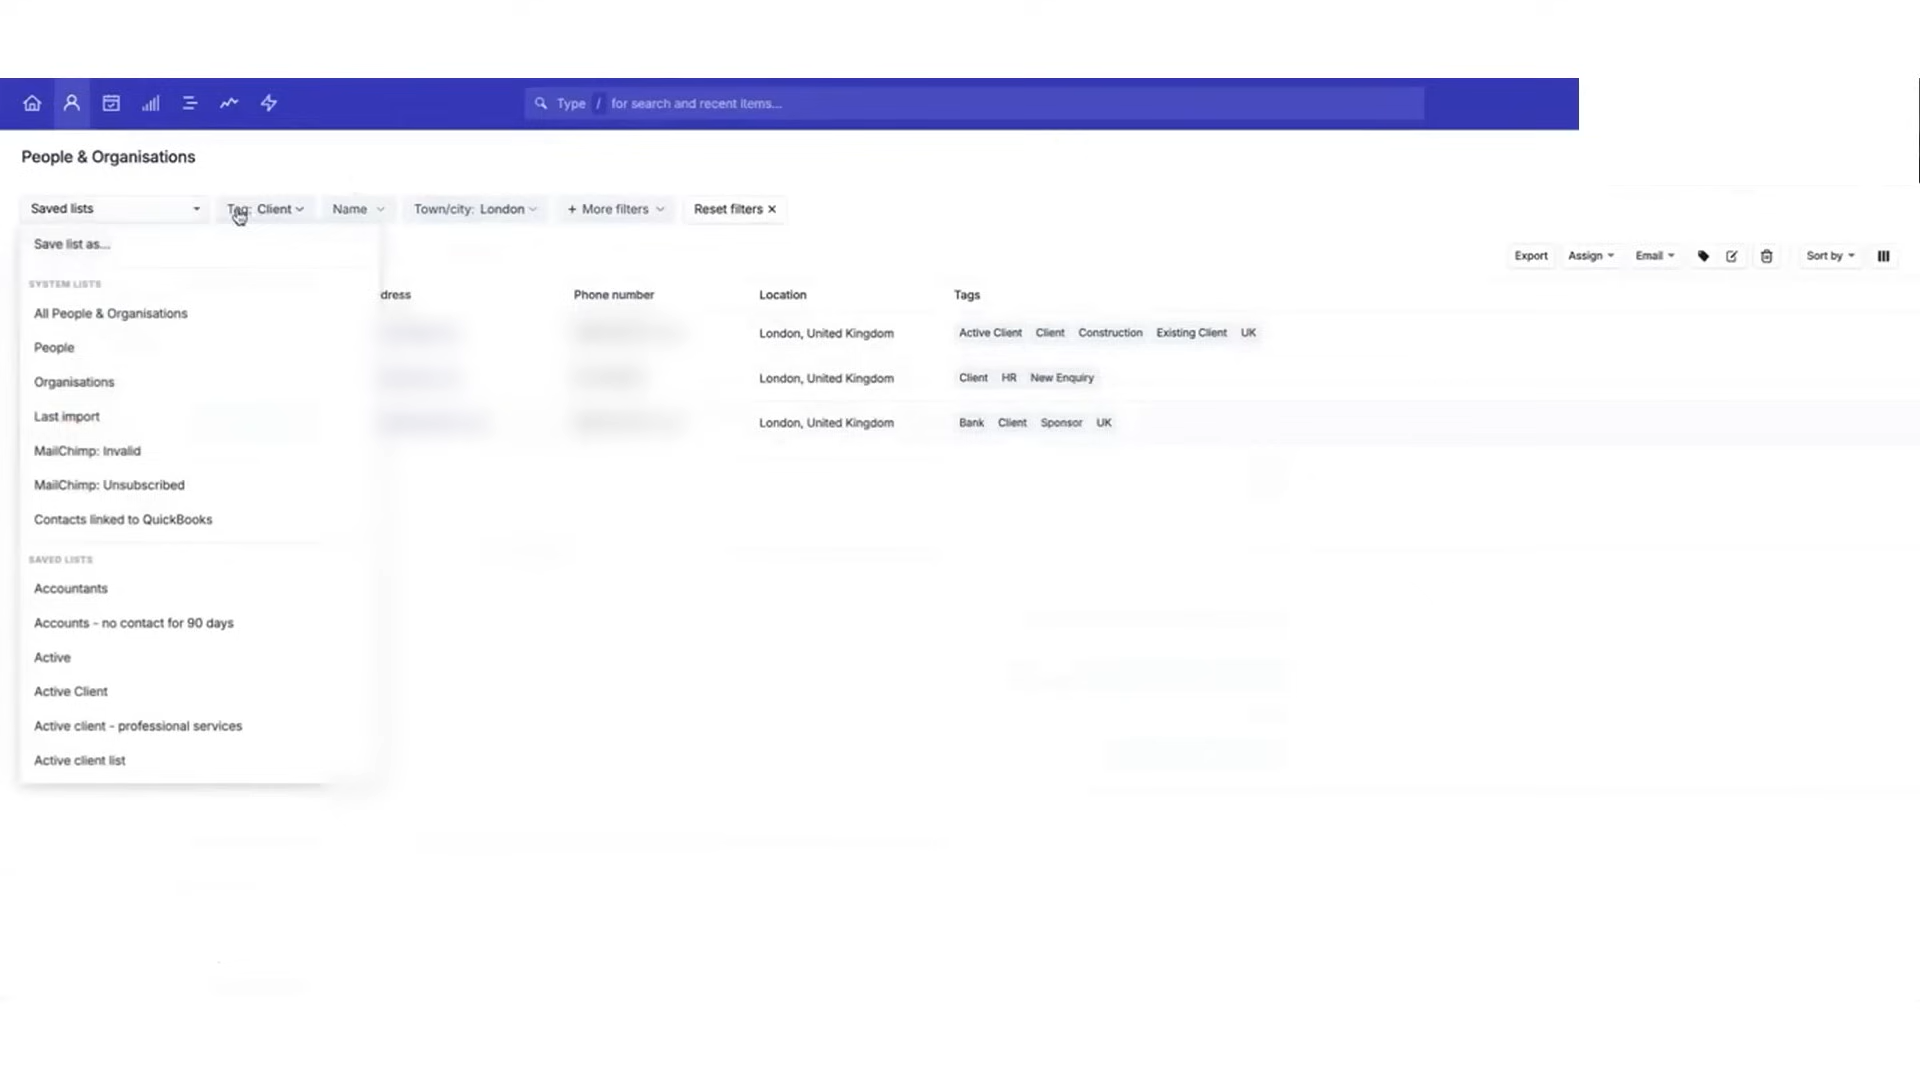 Type / for search and recent items...
People & Organisations
Saved lists
Tag: Client
Name
Town/city: London
+ More filters
Reset filters ×
Save list as...
SYSTEM LISTS
All People & Organisations
People
Organisations
Last import
MailChimp: Invalid
MailChimp: Unsubscribed
Contacts linked to QuickBooks
SAVED LISTS
Accountants
Accounts - no contact for 90 days
Active
Active Client
Active client - professional services
Active client list
Export
Assign
Email
Sort by
dress
Phone number
Location
Tags
London, United Kingdom
Active Client Client Construction Existing Client UK
London, United Kingdom
Client HR New Enquiry
London, United Kingdom
Bank Client Sponsor UK